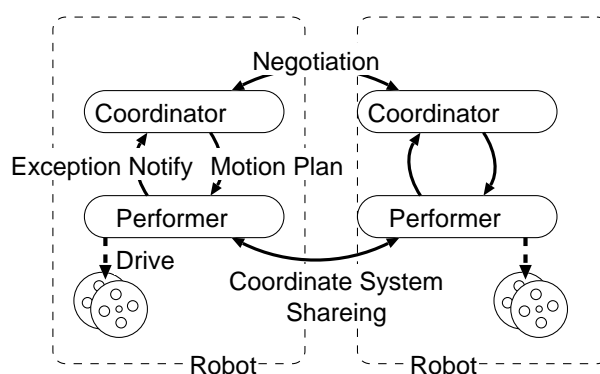 Negotiation
Coordinator
Coordinator
Exception Notify
Motion Plan
Performer
Performer
Drive
Coordinate System
Shareing
Robot
Robot